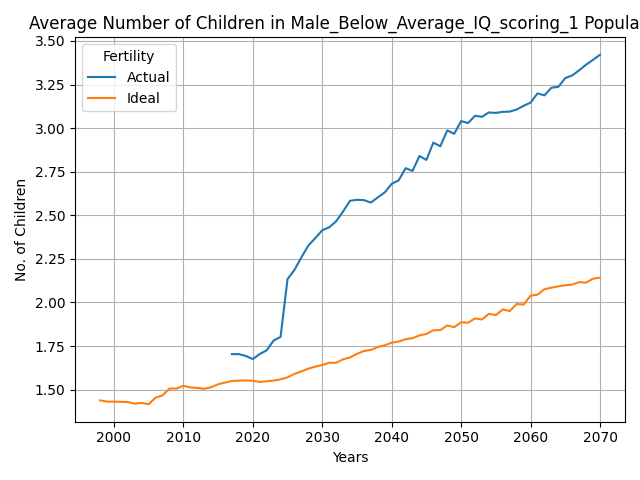 Average Number of Children in Male_Below_Average_IQ_scoring_1 Popula
Fertility
Actual
Ideal
3.50
3.25
3.00
2.75
2.50
2.25
2.00
1.75
1.50
No. of Children
2000 2010 2020 2030 2040 2050 2060 2070
Years